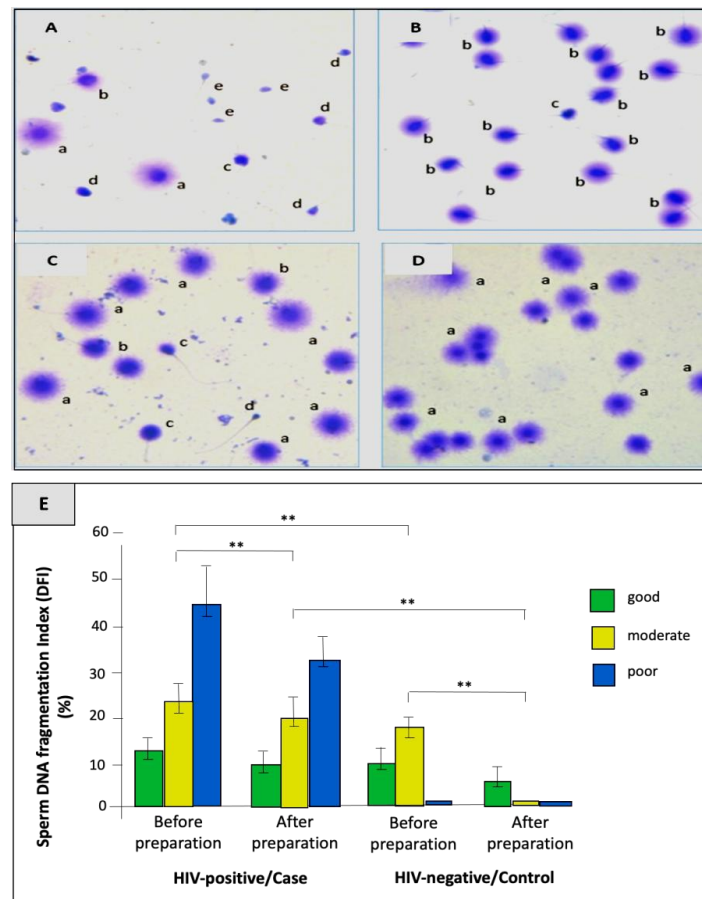 A
B
d
b
e
e
a
e
d
b
c
a
d
d
b
b
b
b
b
c
b
b
b
b
b
b
b
b
C
D
a
b
a
b
c
a
a
d
a
c
a
a
a
a
a
a
a
a
a
E
Sperm DNA fragmentation Index (DFI)
(%)
60
50
40
30
20
10
0
**
**
**
**
good
moderate
poor
Before preparation
After preparation
Before preparation
After preparation
HIV-positive/Case
HIV-negative/Control